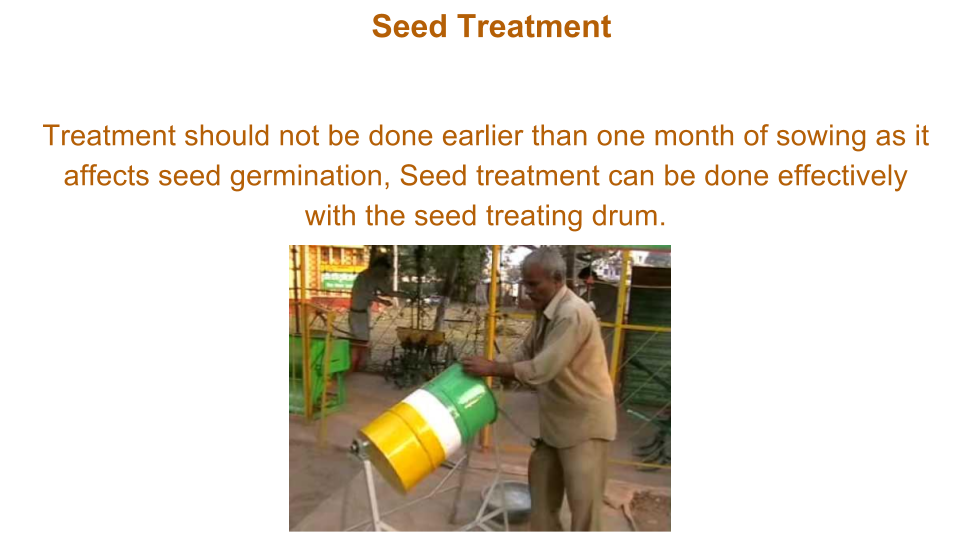 Seed Treatment
Treatment should not be done earlier than one month of sowing as it
affects seed germination, Seed treatment can be done effectively
with the seed treating drum.